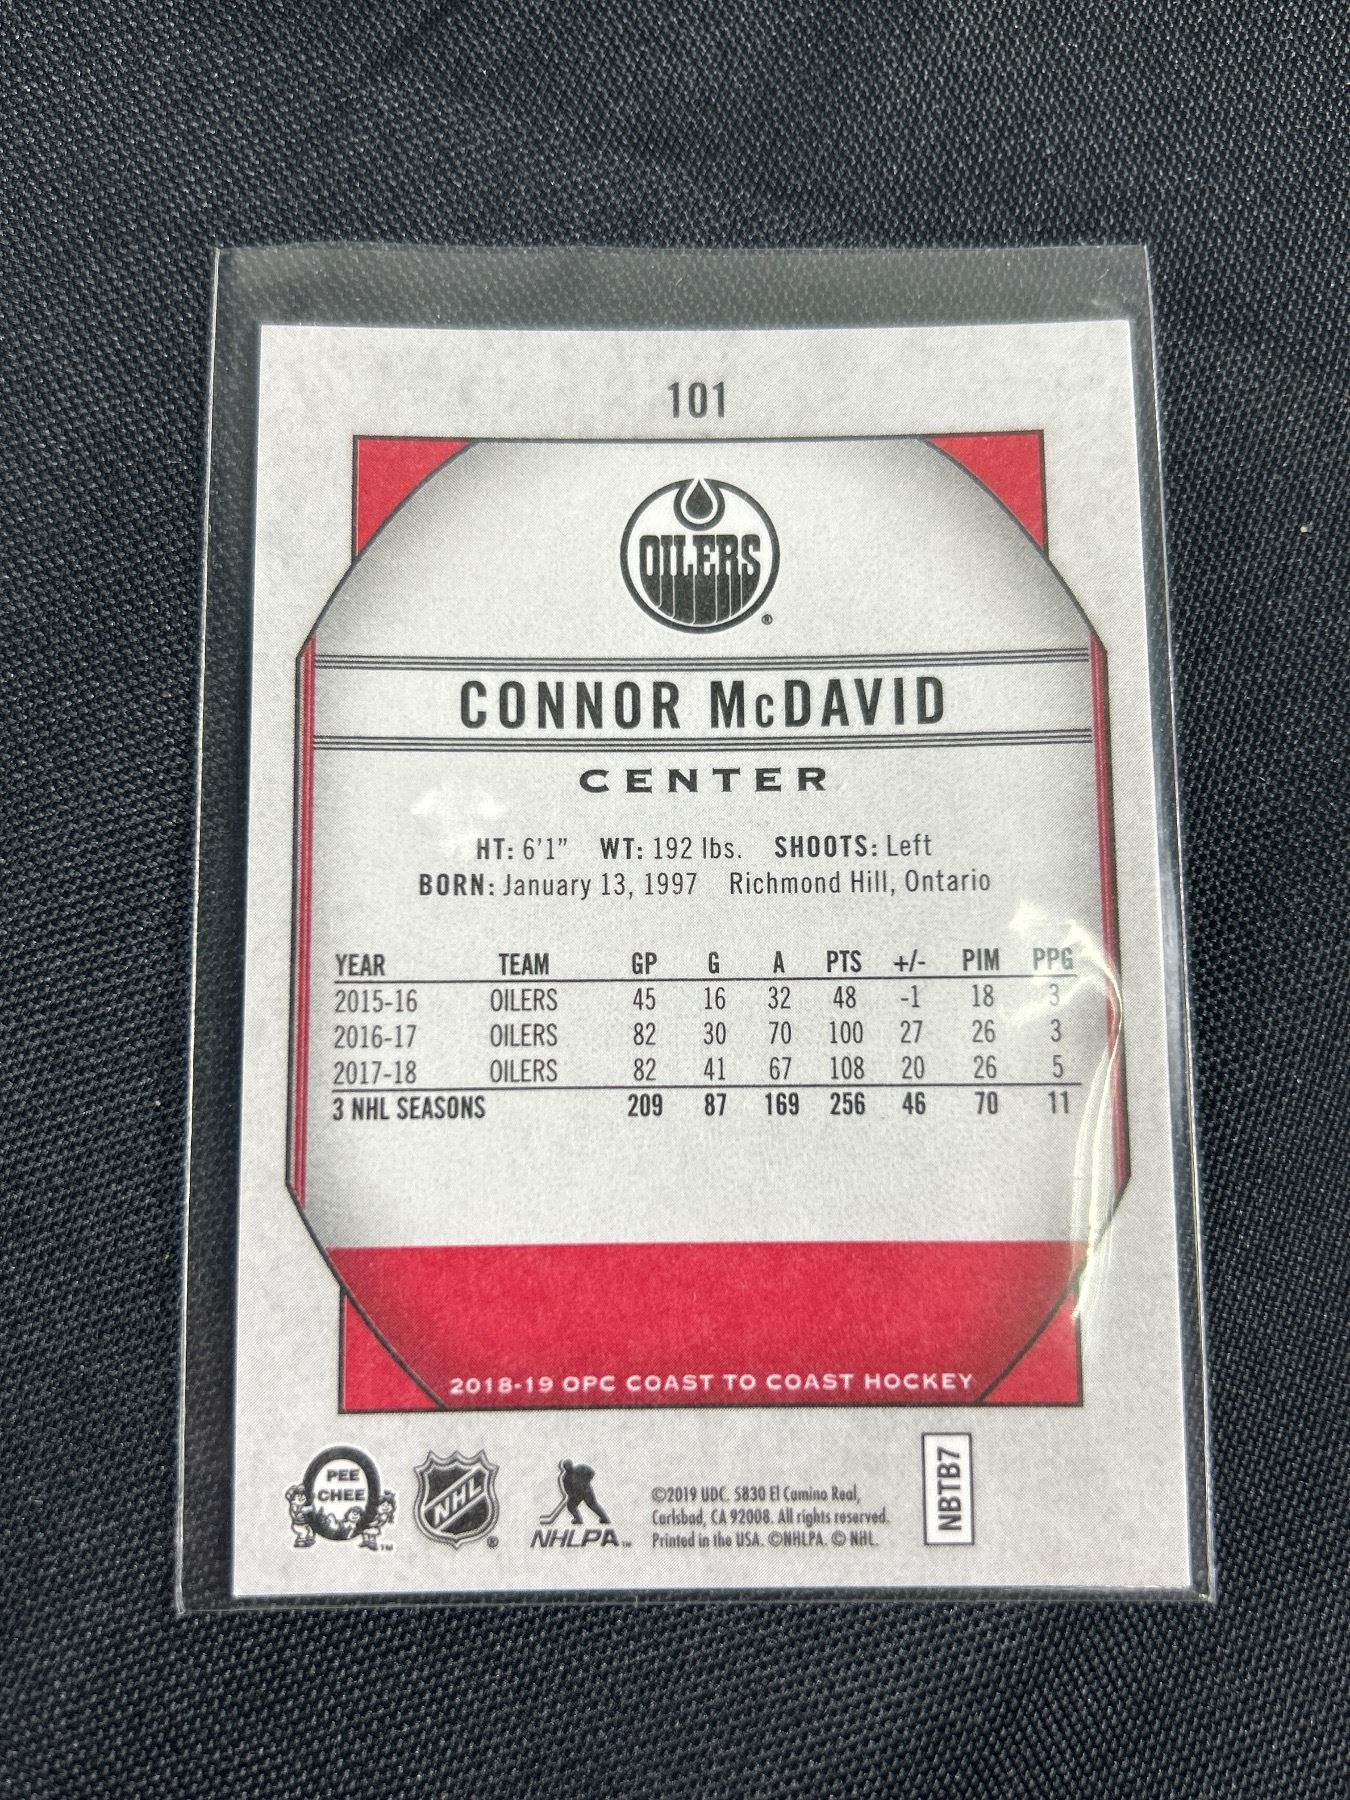 101
OILERS
®
CONNOR McDAVID
CENTER
HT: 6'1" WT: 192 lbs. SHOOTS: Left
BORN: January 13, 1997 Richmond Hill, Ontario
YEAR TEAM GP G A PTS +/- PIM PPG
2015-16 OILERS 45 16 32 48 -1 18 3
2016-17 OILERS 82 30 70 100 27 26 3
2017-18 OILERS 82 41 67 108 20 26 5
3 NHL SEASONS 209 87 169 256 46 70 11
2018-19 OPC COAST TO COAST HOCKEY
PEE
CHEE
TM
NHL
®
NHLPA™
©2019 UDC. 5830 El Camino Real,
Carlsbad, CA 92008. All rights reserved.
Printed in the USA. ©NHLPA. © NHL.
NBTB7